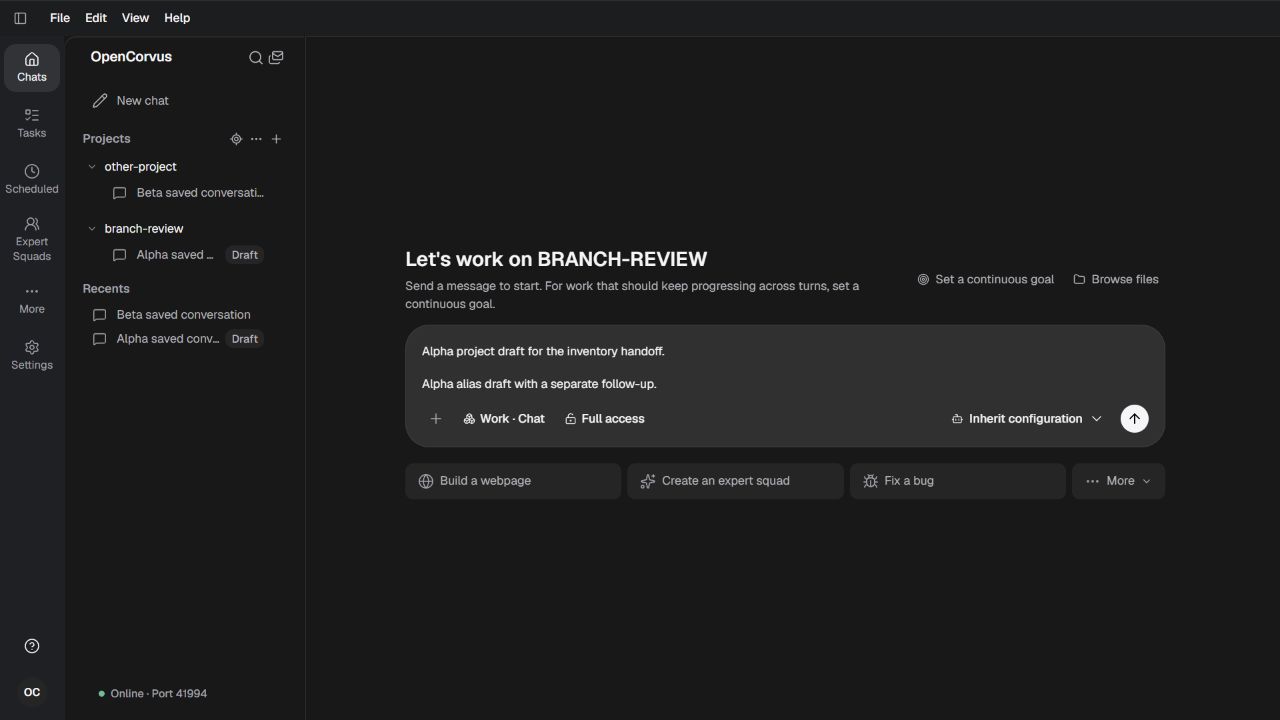 File Edit View Help
Chats
Tasks
Scheduled
Expert
Squads
More
Settings
OC
OpenCorvus
New chat
Projects
other-project
Beta saved conversati...
branch-review
Alpha saved ... Draft
Recents
Beta saved conversation
Alpha saved conv... Draft
Online · Port 41994
Let's work on BRANCH-REVIEW
Send a message to start. For work that should keep progressing across turns, set a
continuous goal.
Set a continuous goal Browse files
Alpha project draft for the inventory handoff.
Alpha alias draft with a separate follow-up.
Work · Chat Full access Inherit configuration
Build a webpage Create an expert squad Fix a bug More